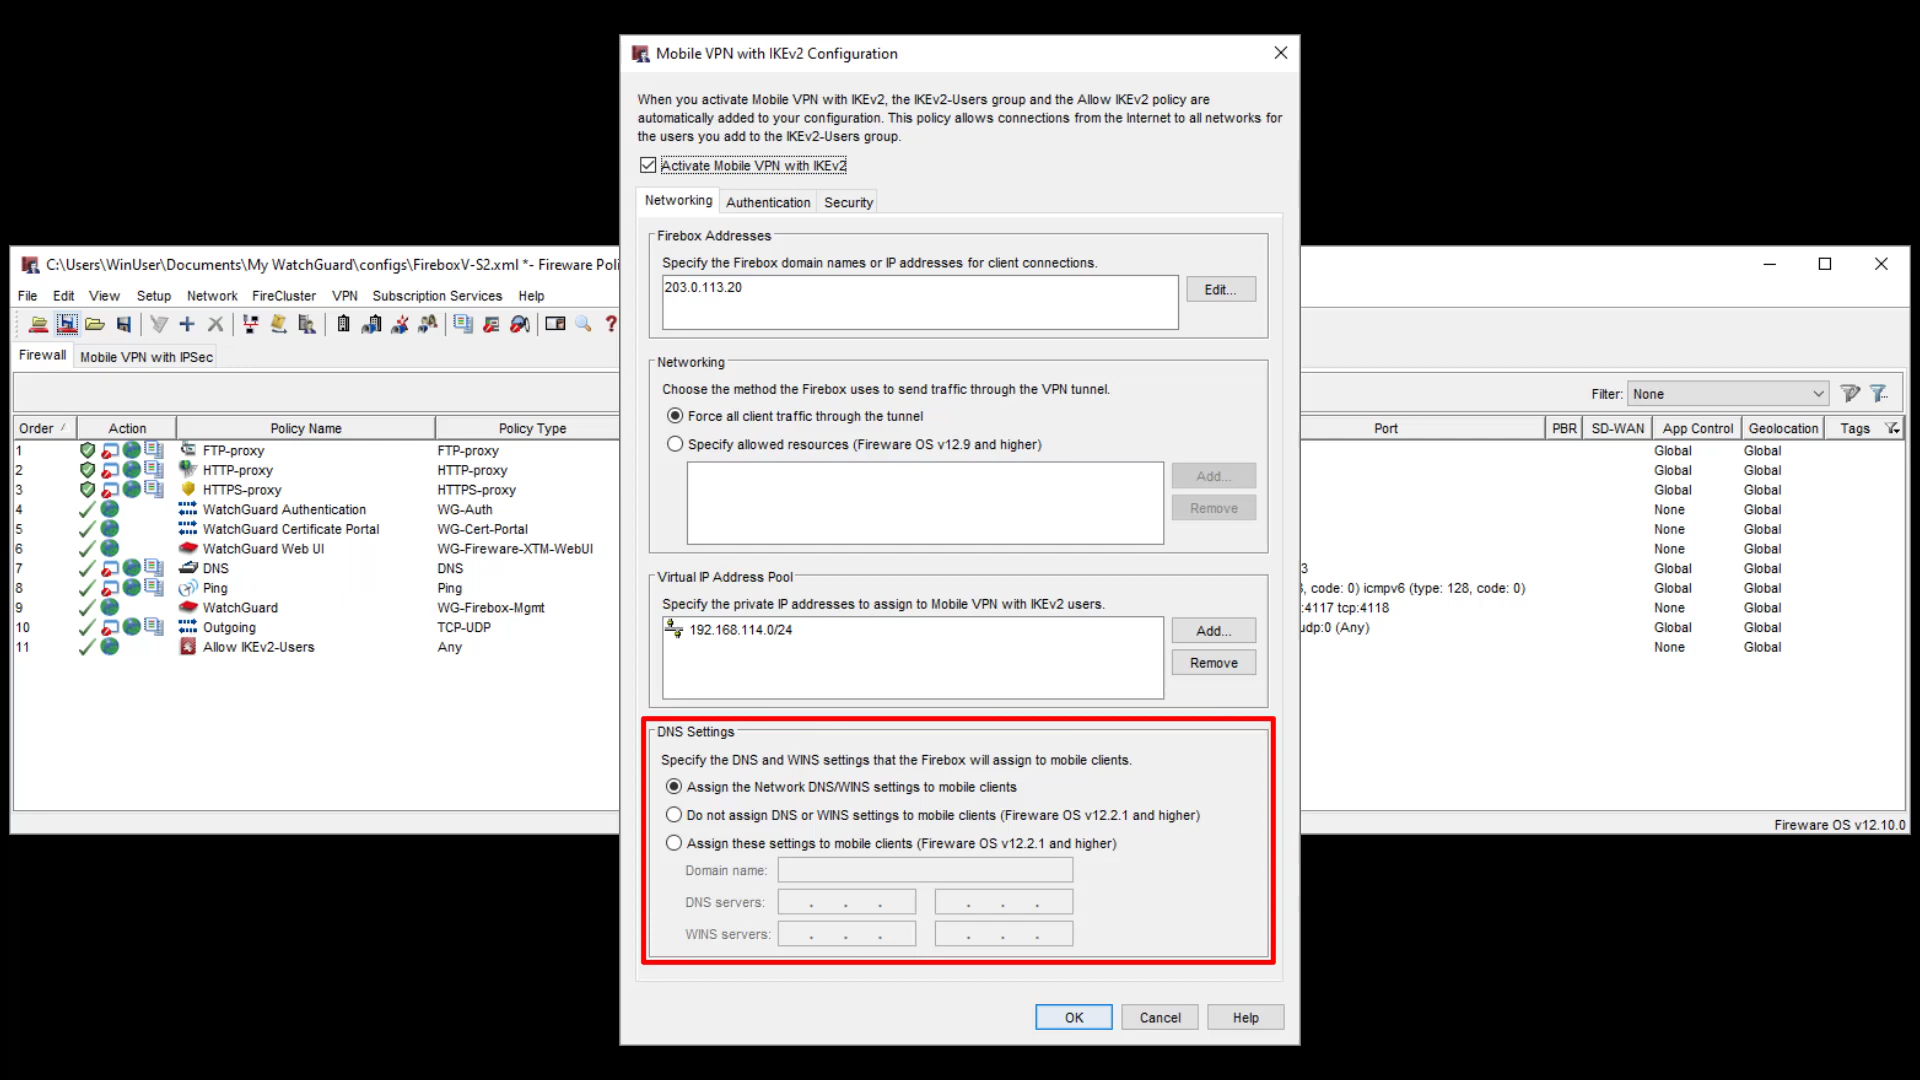 Mobile VPN with IKEv2 Configuration
When you activate Mobile VPN with IKEv2, the IKEv2-Users group and the Allow IKEv2 policy are
automatically added to your configuration. This policy allows connections from the Internet to all networks for
the users you add to the IKEv2-Users group.
Activate Mobile VPN with IKEv2
Networking Authentication Security
Firebox Addresses
Specify the Firebox domain names or IP addresses for client connections.
203.0.113.20
Edit...
Networking
Choose the method the Firebox uses to send traffic through the VPN tunnel.
Force all client traffic through the tunnel
Specify allowed resources (Fireware OS v12.9 and higher)
Add...
Remove
Virtual IP Address Pool
Specify the private IP addresses to assign to Mobile VPN with IKEv2 users.
192.168.114.0/24
Add...
Remove
DNS Settings
Specify the DNS and WINS settings that the Firebox will assign to mobile clients.
Assign the Network DNS/WINS settings to mobile clients
Do not assign DNS or WINS settings to mobile clients (Fireware OS v12.2.1 and higher)
Assign these settings to mobile clients (Fireware OS v12.2.1 and higher)
Domain name:
DNS servers: . . . . . .
WINS servers: . . . . . .
OK Cancel Help
C:\Users\WinUser\Documents\My WatchGuard\configs\FireboxV-S2.xml *- Fireware Poli
File Edit View Setup Network FireCluster VPN Subscription Services Help
Firewall Mobile VPN with IPSec
Filter: None
Order / Action Policy Name Policy Type Port PBR SD-WAN App Control Geolocation Tags
1 FTP-proxy FTP-proxy Global Global
2 HTTP-proxy HTTP-proxy Global Global
3 HTTPS-proxy HTTPS-proxy Global Global
4 WatchGuard Authentication WG-Auth None Global
5 WatchGuard Certificate Portal WG-Cert-Portal None Global
6 WatchGuard Web UI WG-Fireware-XTM-WebUI None Global
7 DNS DNS 3 Global Global
8 Ping Ping , code: 0) icmpv6 (type: 128, code: 0) Global Global
9 WatchGuard WG-Firebox-Mgmt :4117 tcp:4118 None Global
10 Outgoing TCP-UDP udp:0 (Any) Global Global
11 Allow IKEv2-Users Any None Global
Fireware OS v12.10.0